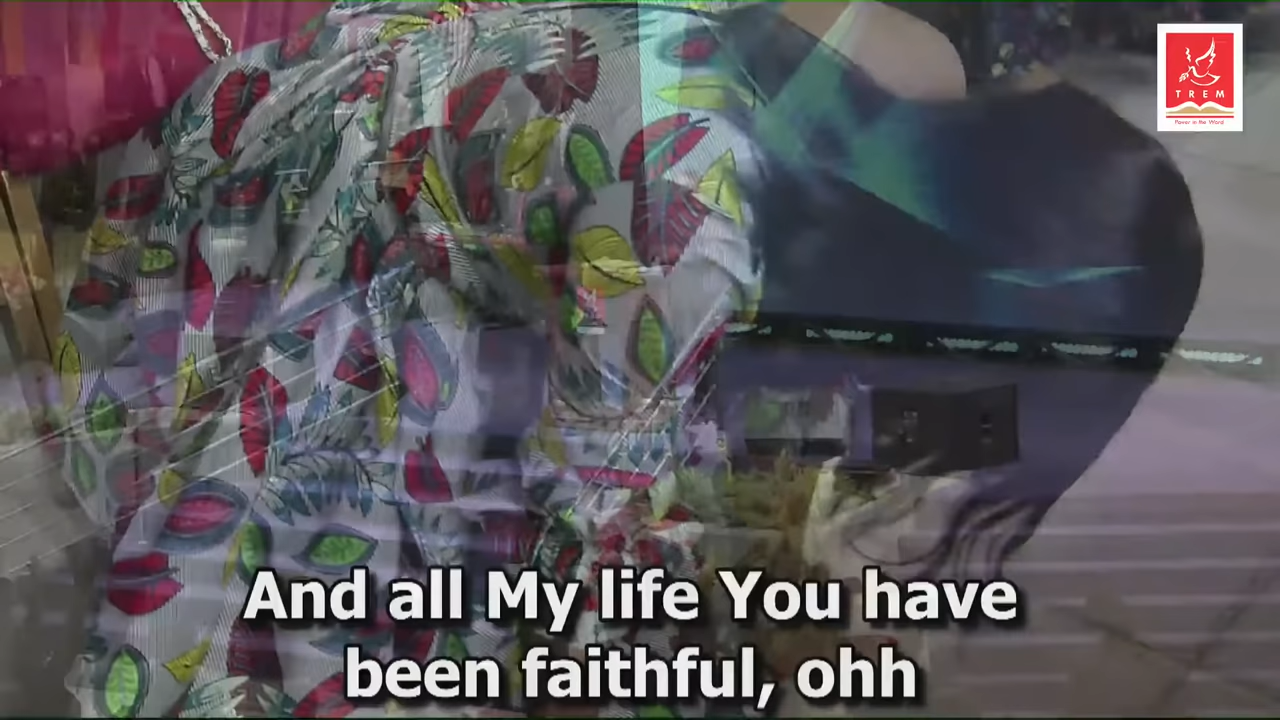 TREM
Power in the Word
And all My life You have
been faithful, ohh